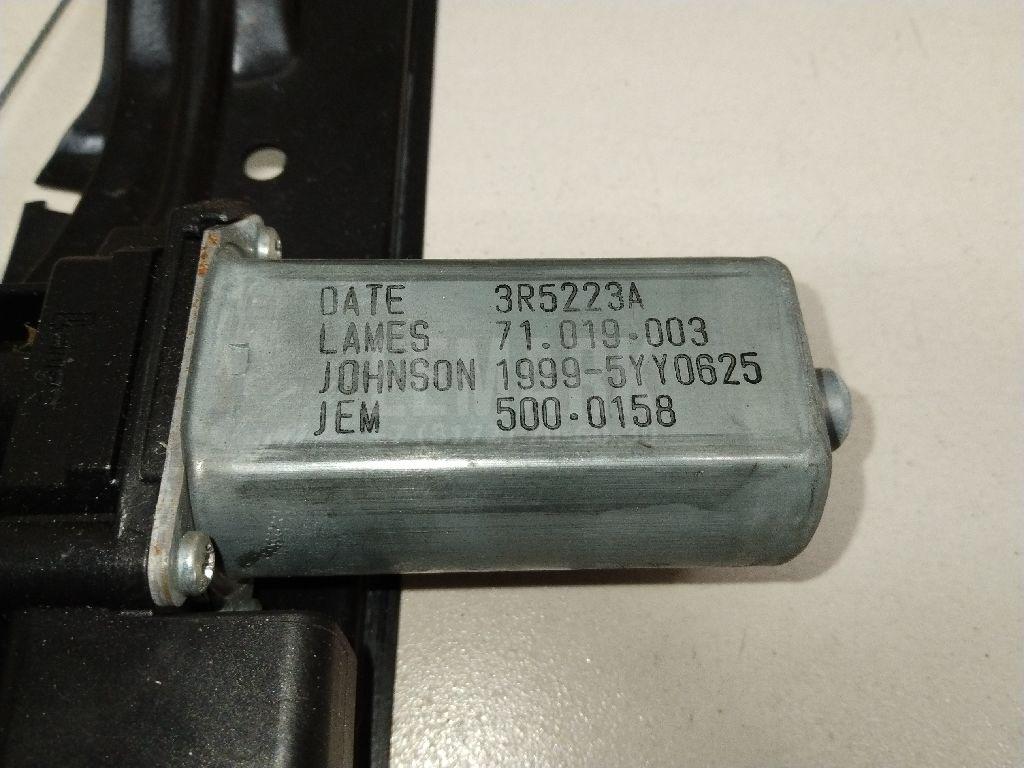 DATE 3R5223A
LAMES 71.019.003
JOHNSON 1999-5YY0625
JEM 500.0158